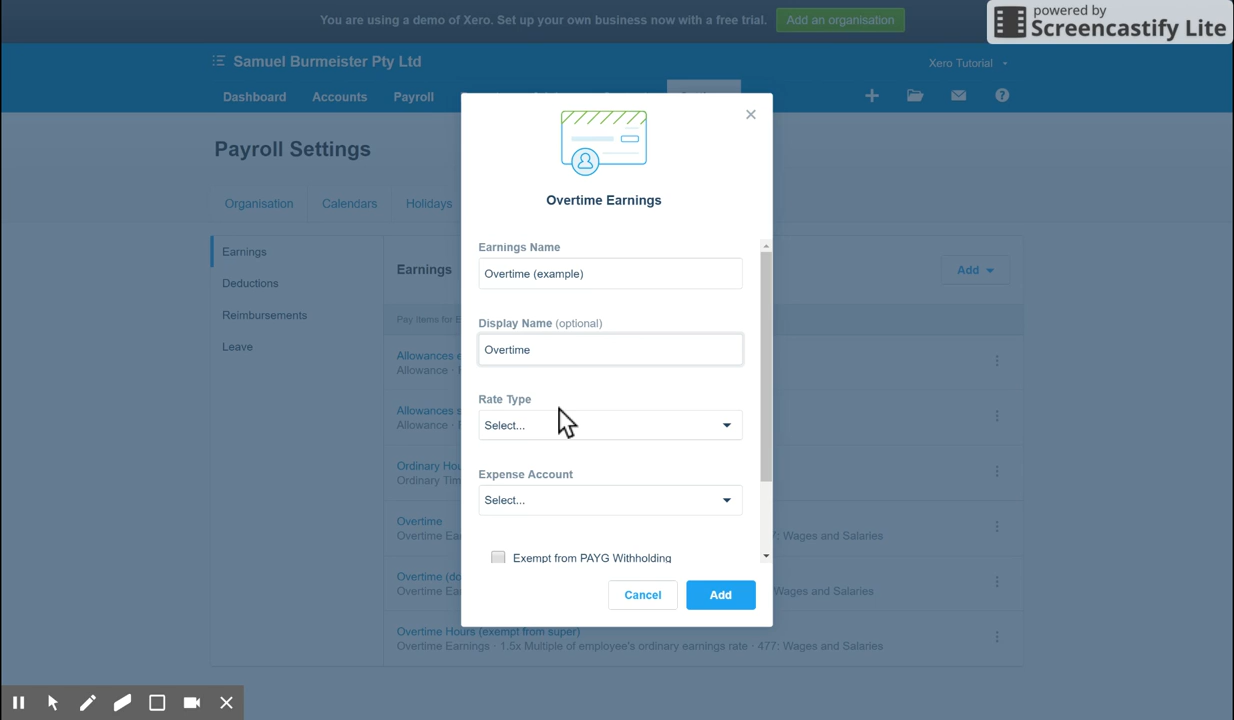 You are using a demo of Xero. Set up your own business now with a free trial. Add an organisation
powered by
Screencastify Lite
Samuel Burmeister Pty Ltd
Xero Tutorial
Dashboard Accounts Payroll
Payroll Settings
Organisation Calendars Holidays
Overtime Earnings
Earnings
Deductions
Reimbursements
Leave
Earnings
Add
Pay Items for E
Allowances e
Allowance
Allowances s
Allowance
Ordinary Hou
Ordinary Tim
Overtime
Overtime Ea 7: Wages and Salaries
Overtime (do
Overtime Ea Wages and Salaries
Overtime Hours (exempt from super)
Overtime Earnings · 1.5x Multiple of employee's ordinary earnings rate · 477: Wages and Salaries
Earnings Name
Overtime (example)
Display Name (optional)
Overtime
Rate Type
Select...
Expense Account
Select...
Exempt from PAYG Withholding
Cancel Add